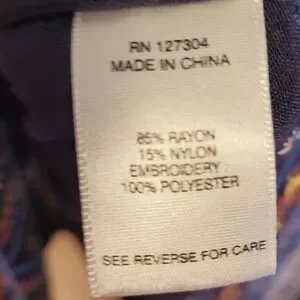 RN 127304
MADE IN CHINA
85% RAYON
15% NYLON
EMBROIDERY:
100% POLYESTER
SEE REVERSE FOR CARE